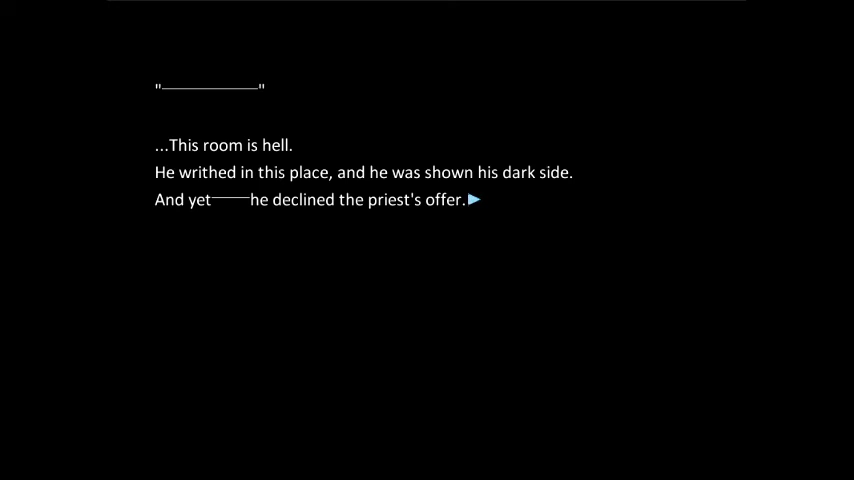 "――――――"
...This room is hell.
He writhed in this place, and he was shown his dark side.
And yet――he declined the priest's offer.